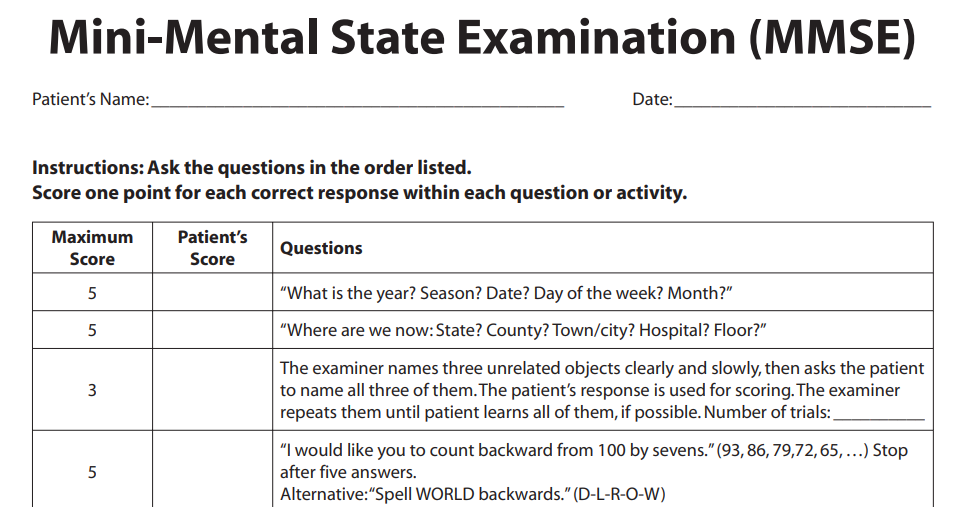 Mini-Mental State Examination (MMSE)
Patient’s Name: ___________________________________________ Date: ___________________________
Instructions: Ask the questions in the order listed.
Score one point for each correct response within each question or activity.
Maximum Score Patient’s Score Questions
5 “What is the year? Season? Date? Day of the week? Month?”
5 “Where are we now: State? County? Town/city? Hospital? Floor?”
3 The examiner names three unrelated objects clearly and slowly, then asks the patient
to name all three of them. The patient’s response is used for scoring. The examiner
repeats them until patient learns all of them, if possible. Number of trials: __________
5 “I would like you to count backward from 100 by sevens.” (93, 86, 79, 72, 65, …) Stop
after five answers.
Alternative: “Spell WORLD backwards.” (D-L-R-O-W)